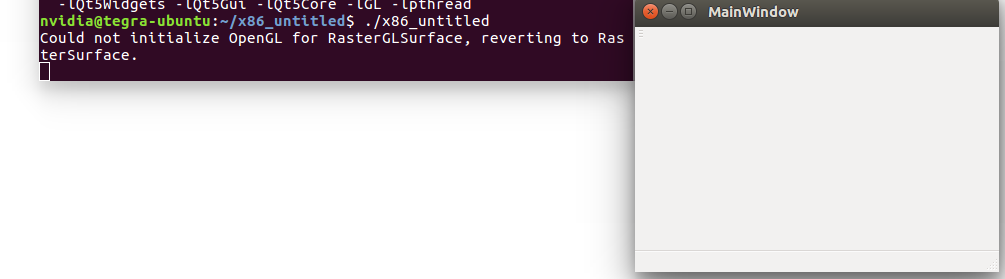 -lQt5Widgets -lQt5Gui -lQt5Core -lGL -lpthread
nvidia@tegra-ubuntu:~/x86_untitled$ ./x86_untitled
Could not initialize OpenGL for RasterGLSurface, reverting to Ras
terSurface.
MainWindow